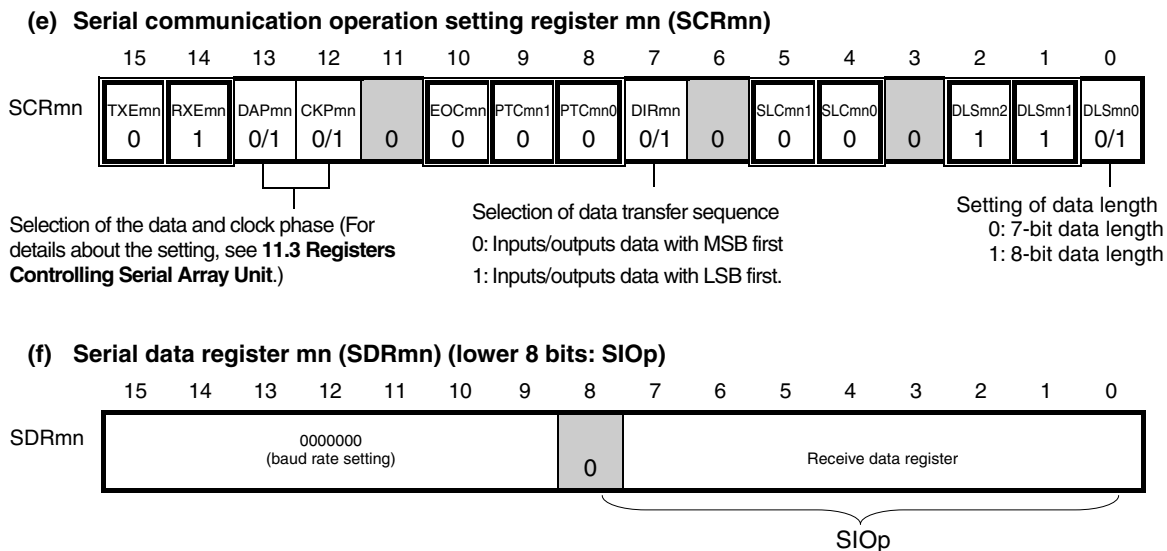 (e) Serial communication operation setting register mn (SCRmn)
15 14 13 12 11 10 9 8 7 6 5 4 3 2 1 0
SCRmn TXEmn RXEmn DAPmn CKPmn EOCmn PTCmn1 PTCmn0 DIRmn SLCmn1 SLCmn0 DLSmn2 DLSmn1 DLSmn0
0 1 0/1 0/1 0 0 0 0 0/1 0 0 0 0 1 1 0/1
Selection of the data and clock phase (For
details about the setting, see 11.3 Registers
Controlling Serial Array Unit.)
Selection of data transfer sequence
0: Inputs/outputs data with MSB first
1: Inputs/outputs data with LSB first.
Setting of data length
0: 7-bit data length
1: 8-bit data length
(f) Serial data register mn (SDRmn) (lower 8 bits: SIOp)
15 14 13 12 11 10 9 8 7 6 5 4 3 2 1 0
SDRmn 0000000
(baud rate setting) 0 Receive data register
SIOp